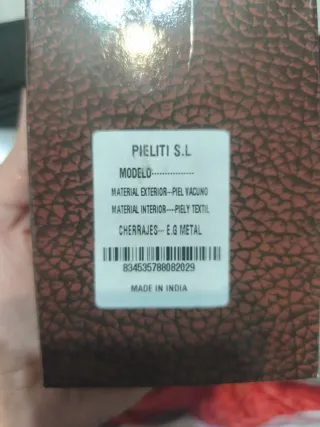 PIELITI S.L
MODELO----------------
MATERIAL EXTERIOR--PIEL VACUNO
MATERIAL INTERIOR---PIELY TEXTIL
CHERRAJES--- E.G METAL
834535788082029
MADE IN INDIA